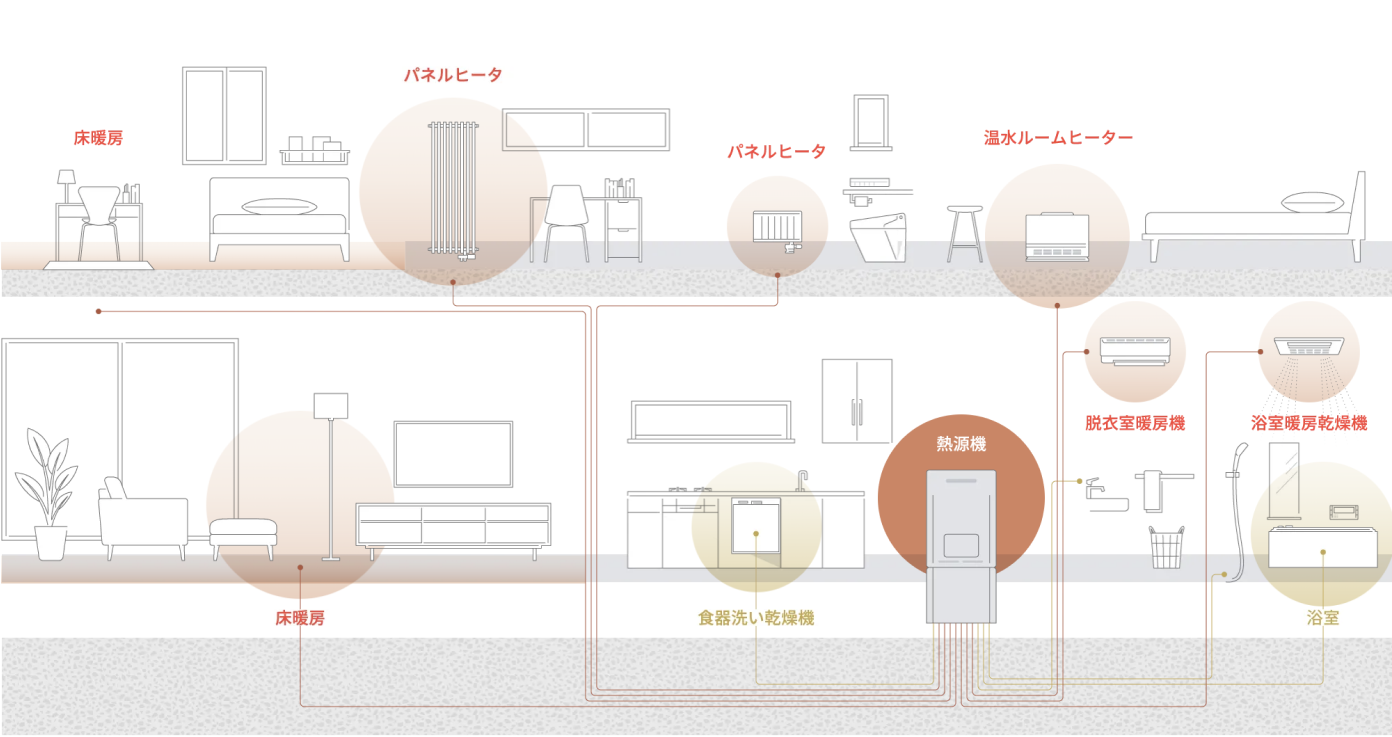 パネルヒータ
床暖房
パネルヒータ
温水ルームヒーター
脱衣室暖房機
浴室暖房乾燥機
熱源機
床暖房
食器洗い乾燥機
浴室